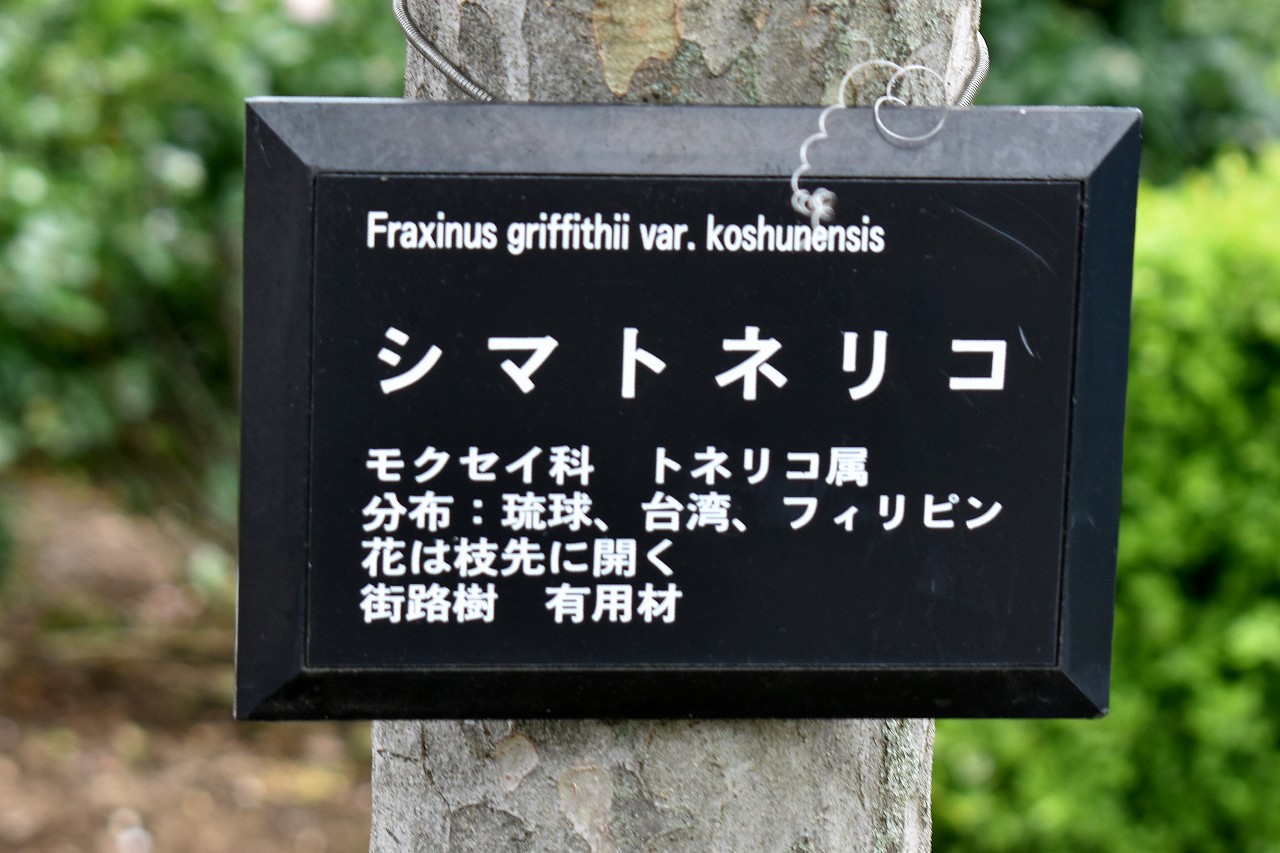 Fraxinus griffithii var. koshunensis
シマトネリコ
モクセイ科　トネリコ属
分布：琉球、台湾、フィリピン
花は枝先に開く
街路樹　有用材